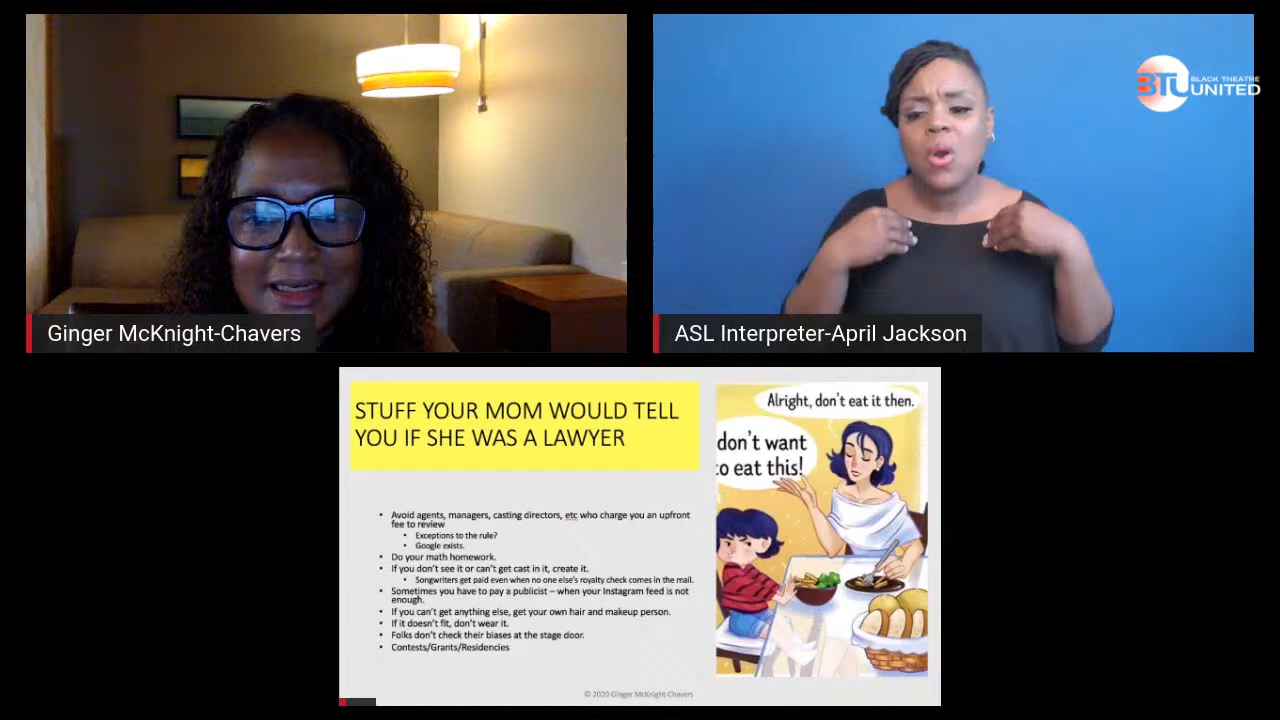 BTU BLACK THEATRE
UNITED
Ginger McKnight-Chavers
ASL Interpreter-April Jackson
STUFF YOUR MOM WOULD TELL
YOU IF SHE WAS A LAWYER
• Avoid agents, managers, casting directors, etc who charge you an upfront
fee to review
• Exceptions to the rule?
• Google exists.
• Do your math homework.
• If you don't see it or can't get cast in it, create it.
• Songwriters get paid even when no one else's royalty check comes in the mail.
• Sometimes you have to pay a publicist – when your Instagram feed is not
enough.
• If you can't get anything else, get your own hair and makeup person.
• If it doesn't fit, don't wear it.
• Folks don't check their biases at the stage door.
• Contests/Grants/Residencies
Alright, don't eat it then.
don't want
to eat this!
© 2020 Ginger McKnight-Chavers